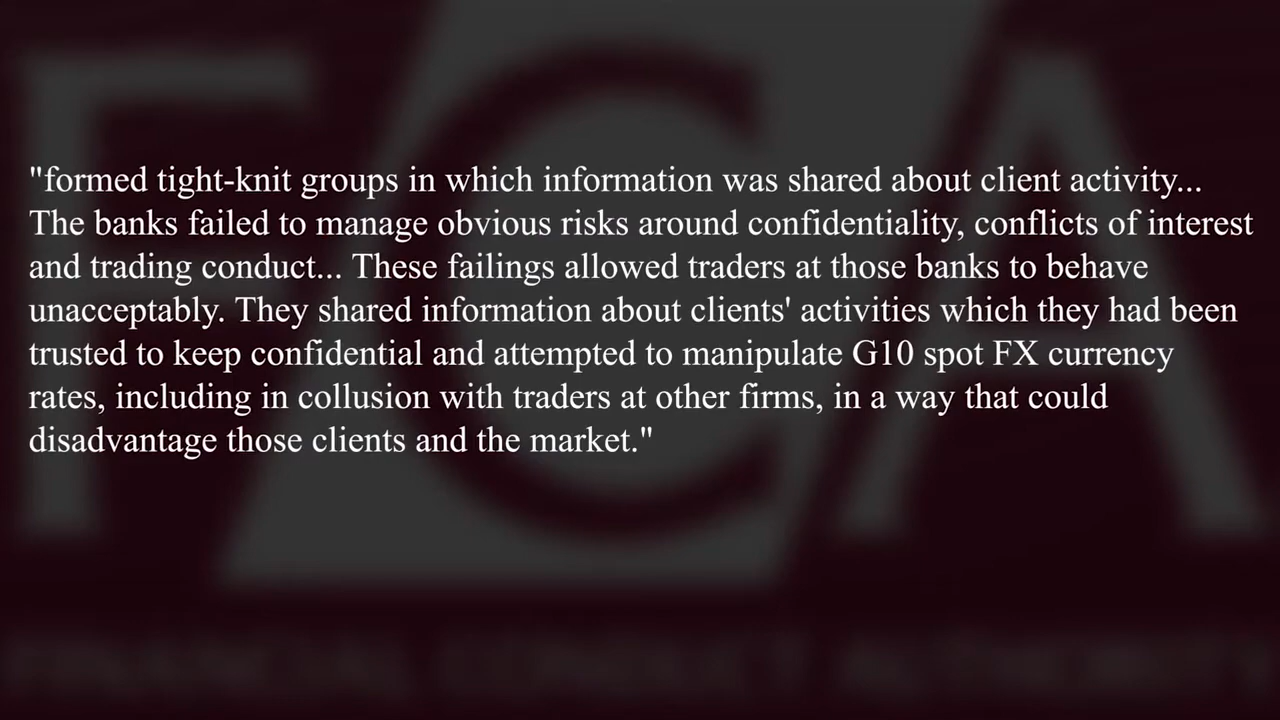 "formed tight-knit groups in which information was shared about client activity...
The banks failed to manage obvious risks around confidentiality, conflicts of interest
and trading conduct... These failings allowed traders at those banks to behave
unacceptably. They shared information about clients' activities which they had been
trusted to keep confidential and attempted to manipulate G10 spot FX currency
rates, including in collusion with traders at other firms, in a way that could
disadvantage those clients and the market."
FCA
FINANCIAL CONDUCT AUTHORITY